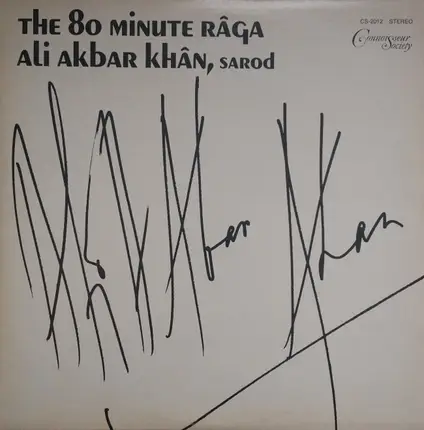 THE 80 MINUTE RÂGA
CS-2012 STEREO
ALI AKBAR KHÂN, SAROD
Connoisseur
Society
Ali Akbar Khan